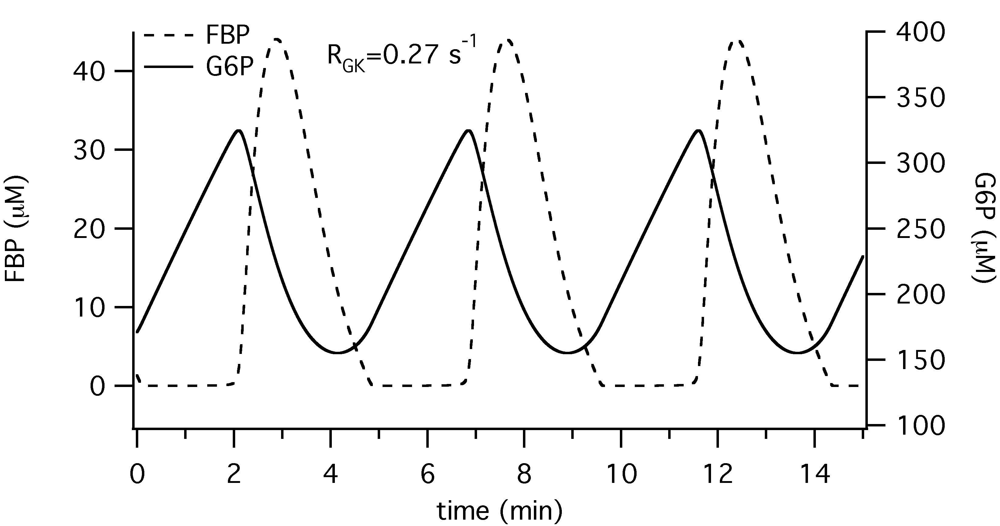 FBP
G6P
R_GK=0.27 s^-1
40
30
20
10
0
FBP (μM)
400
350
300
250
200
150
100
G6P (μM)
0 2 4 6 8 10 12 14
time (min)